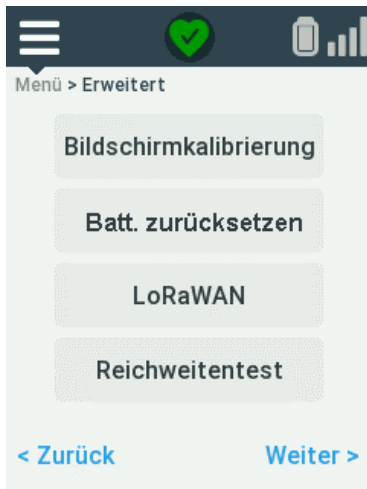 Menü > Erweitert
Bildschirmkalibrierung
Batt. zurücksetzen
LoRaWAN
Reichweitentest
< Zurück
Weiter >